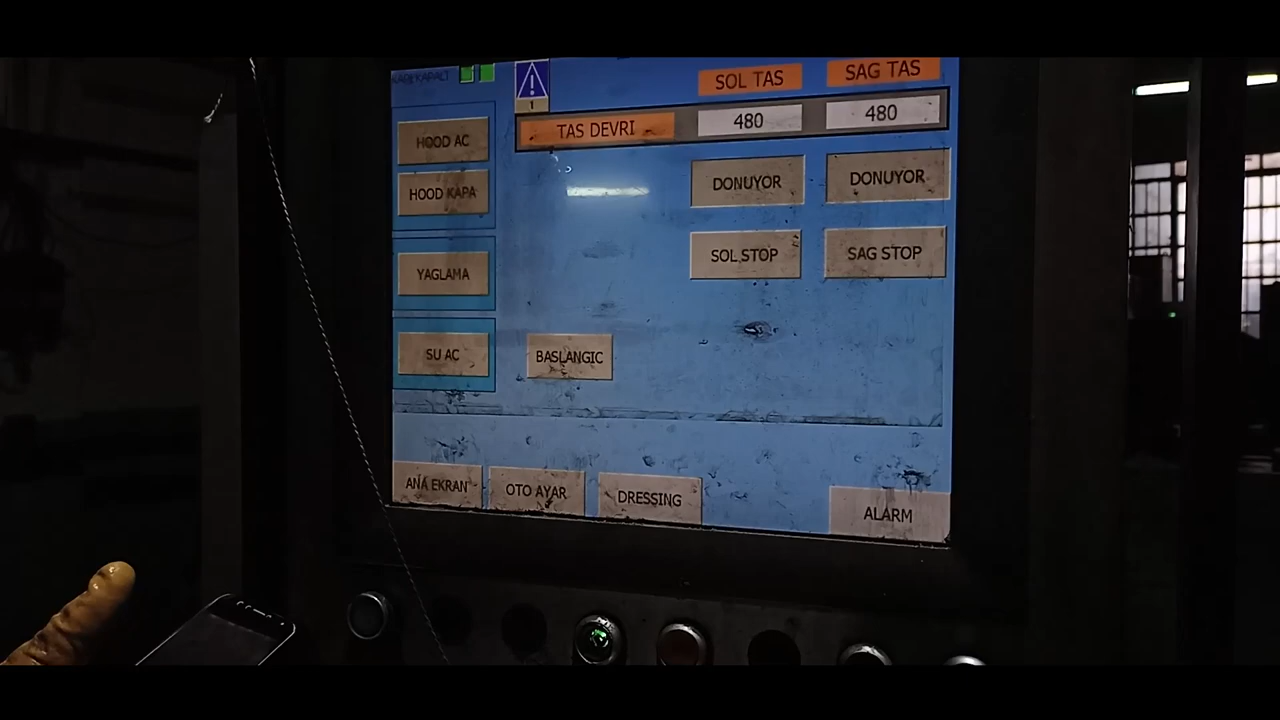 SOL TAS
SAG TAS
TAS DEVRI
480
480
1
HOOD AC
HOOD KAPA
YAGLAMA
SU AC
DONUYOR
DONUYOR
SOL STOP
SAG STOP
BASLANGIC
ANA EKRAN
OTO AYAR
DRESSING
ALARM